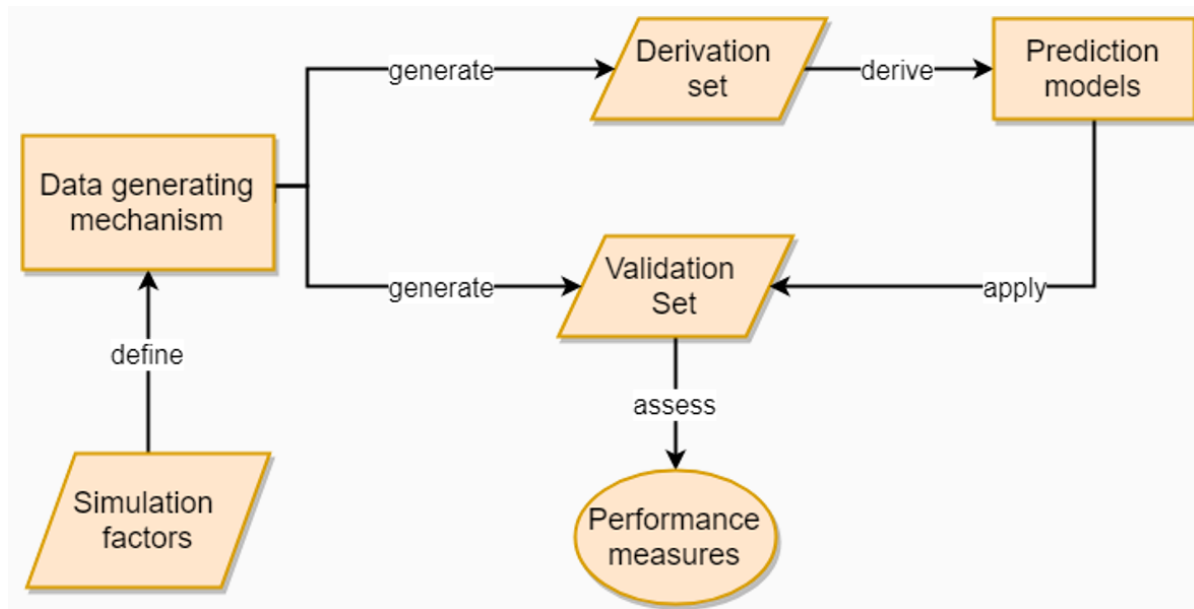 generate
Derivation
set
derive
Prediction
models
Data generating
mechanism
generate
Validation
Set
apply
define
assess
Simulation
factors
Performance
measures